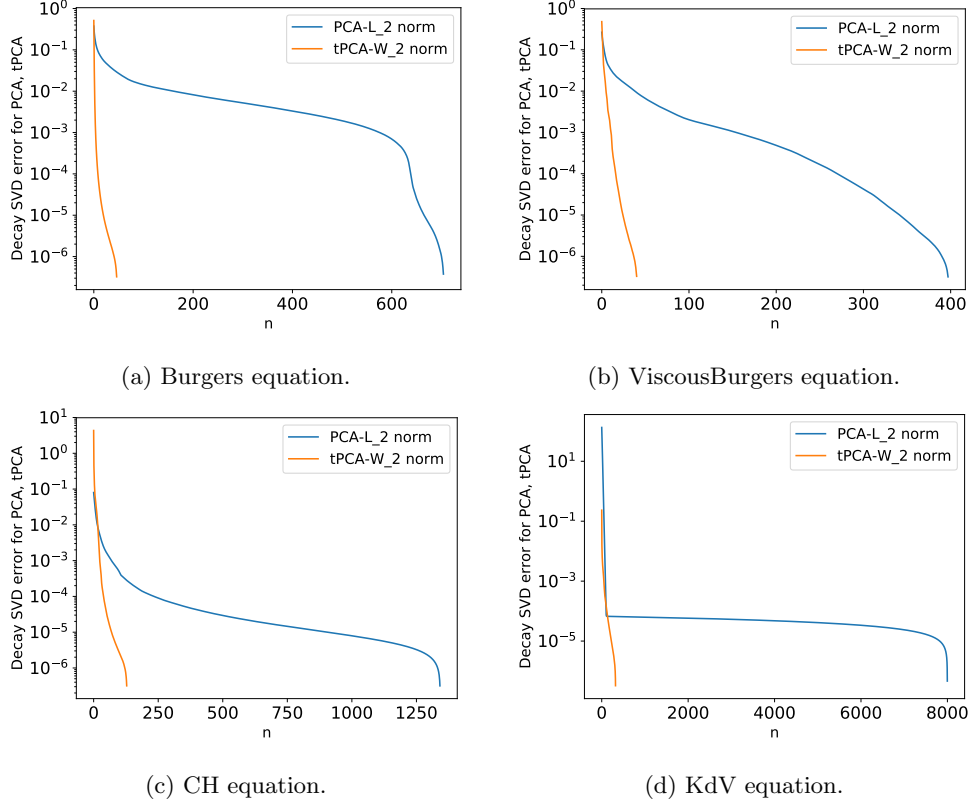 Decay SVD error for PCA, tPCA
10^0
10^{-1}
10^{-2}
10^{-3}
10^{-4}
10^{-5}
10^{-6}
PCA-L_2 norm
tPCA-W_2 norm
0 200 400 600
n
(a) Burgers equation.
Decay SVD error for PCA, tPCA
10^0
10^{-1}
10^{-2}
10^{-3}
10^{-4}
10^{-5}
10^{-6}
PCA-L_2 norm
tPCA-W_2 norm
0 100 200 300 400
n
(b) ViscousBurgers equation.
Decay SVD error for PCA, tPCA
10^1
10^0
10^{-1}
10^{-2}
10^{-3}
10^{-4}
10^{-5}
10^{-6}
PCA-L_2 norm
tPCA-W_2 norm
0 250 500 750 1000 1250
n
(c) CH equation.
Decay SVD error for PCA, tPCA
10^1
10^{-1}
10^{-3}
10^{-5}
PCA-L_2 norm
tPCA-W_2 norm
0 2000 4000 6000 8000
n
(d) KdV equation.